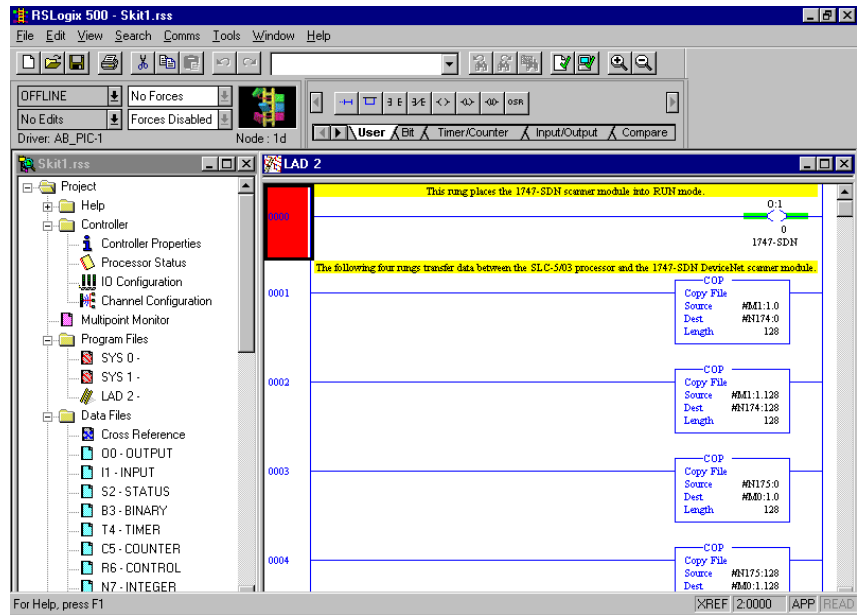 RSLogix 500 - Skit1.rss
File Edit View Search Comms Tools Window Help
OFFLINE No Forces
No Edits Forces Disabled
Driver: AB_PIC-1 Node : 1d
OSR
User Bit Timer/Counter Input/Output Compare
Skit1.rss
Project
Help
Controller
Controller Properties
Processor Status
IO Configuration
Channel Configuration
Multipoint Monitor
Program Files
SYS 0 -
SYS 1 -
LAD 2 -
Data Files
Cross Reference
O0 - OUTPUT
I1 - INPUT
S2 - STATUS
B3 - BINARY
T4 - TIMER
C5 - COUNTER
R6 - CONTROL
N7 - INTEGER
LAD 2
This rung places the 1747-SDN scanner module into RUN mode.
0000
O:1
0
1747-SDN
The following four rungs transfer data between the SLC-5/03 processor and the 1747-SDN DeviceNet scanner module.
0001
COP
Copy File
Source #M1:1.0
Dest #N174:0
Length 128
0002
COP
Copy File
Source #M1:1.128
Dest #N174:128
Length 128
0003
COP
Copy File
Source #N175:0
Dest #M0:1.0
Length 128
0004
COP
Copy File
Source #N175:128
Dest #M0:1.128
For Help, press F1
XREF 2:0000 APP READ